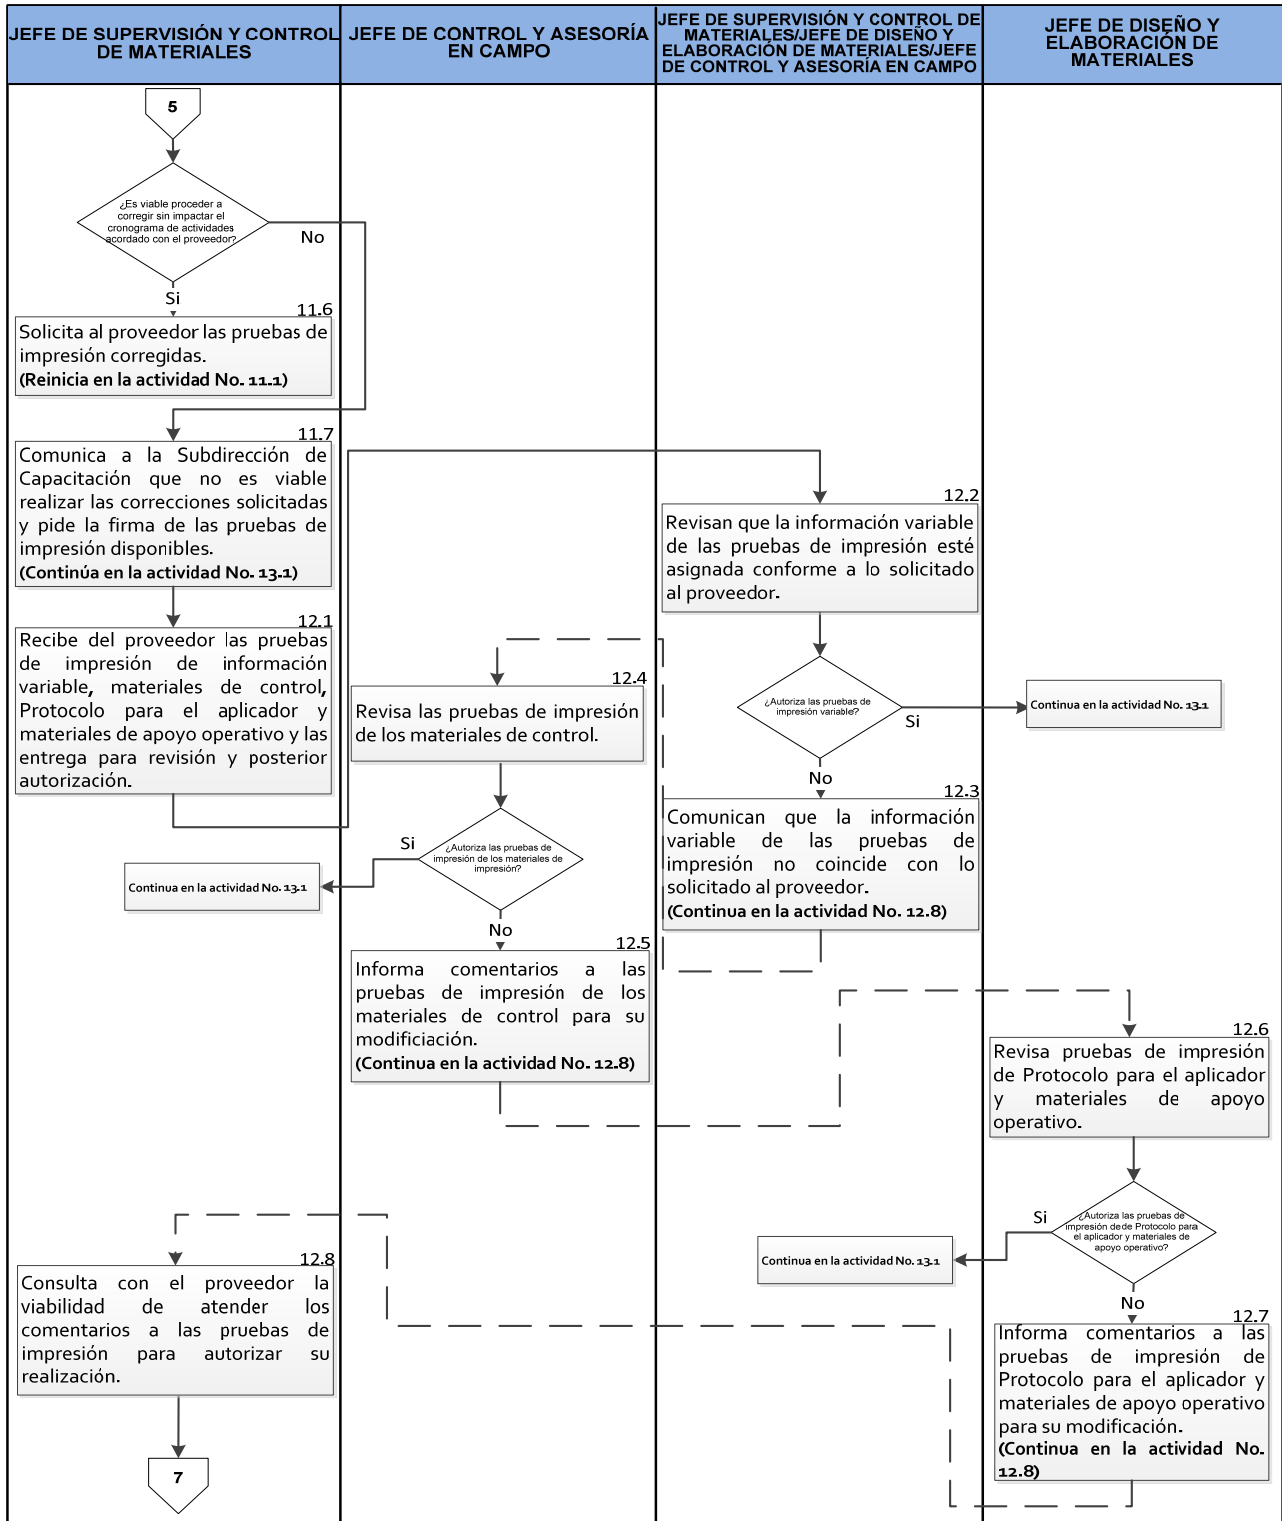 JEFE DE SUPERVISIÓN Y CONTROL
DE MATERIALES
JEFE DE CONTROL Y ASESORÍA
EN CAMPO
JEFE DE SUPERVISIÓN Y CONTROL DE
MATERIALES/JEFE DE DISEÑO Y
ELABORACIÓN DE MATERIALES/JEFE
DE CONTROL Y ASESORÍA EN CAMPO
JEFE DE DISEÑO Y
ELABORACIÓN DE
MATERIALES
5
¿Es viable proceder a
corregir sin impactar el
cronograma de actividades
acordado con el proveedor?
No
Si
11.6
Solicita al proveedor las pruebas de
impresión corregidas.
(Reinicia en la actividad No. 11.1)
11.7
Comunica a la Subdirección de
Capacitación que no es viable
realizar las correcciones solicitadas
y pide la firma de las pruebas de
impresión disponibles.
(Continúa en la actividad No. 13.1)
12.1
Recibe del proveedor las pruebas
de impresión de información
variable, materiales de control,
Protocolo para el aplicador y
materiales de apoyo operativo y las
entrega para revisión y posterior
autorización.
12.2
Revisan que la información variable
de las pruebas de impresión esté
asignada conforme a lo solicitado
al proveedor.
¿Autoriza las pruebas de
impresión variable?
Si
Continua en la actividad No. 13.1
No
12.3
Comunican que la información
variable de las pruebas de
impresión no coincide con lo
solicitado al proveedor.
(Continua en la actividad No. 12.8)
12.4
Revisa las pruebas de impresión
de los materiales de control.
¿Autoriza las pruebas de
impresión de los materiales de
impresión?
Si
Continua en la actividad No. 13.1
No
12.5
Informa comentarios a las
pruebas de impresión de los
materiales de control para su
modificiación.
(Continua en la actividad No. 12.8)
12.6
Revisa pruebas de impresión
de Protocolo para el aplicador
y materiales de apoyo
operativo.
¿Autoriza las pruebas de
impresión dede Protocolo para
el aplicador y materiales de
apoyo operativo?
Si
Continua en la actividad No. 13.1
No
12.7
Informa comentarios a las
pruebas de impresión de
Protocolo para el aplicador y
materiales de apoyo operativo
para su modificación.
(Continua en la actividad No.
12.8)
12.8
Consulta con el proveedor la
viabilidad de atender los
comentarios a las pruebas de
impresión para autorizar su
realización.
7